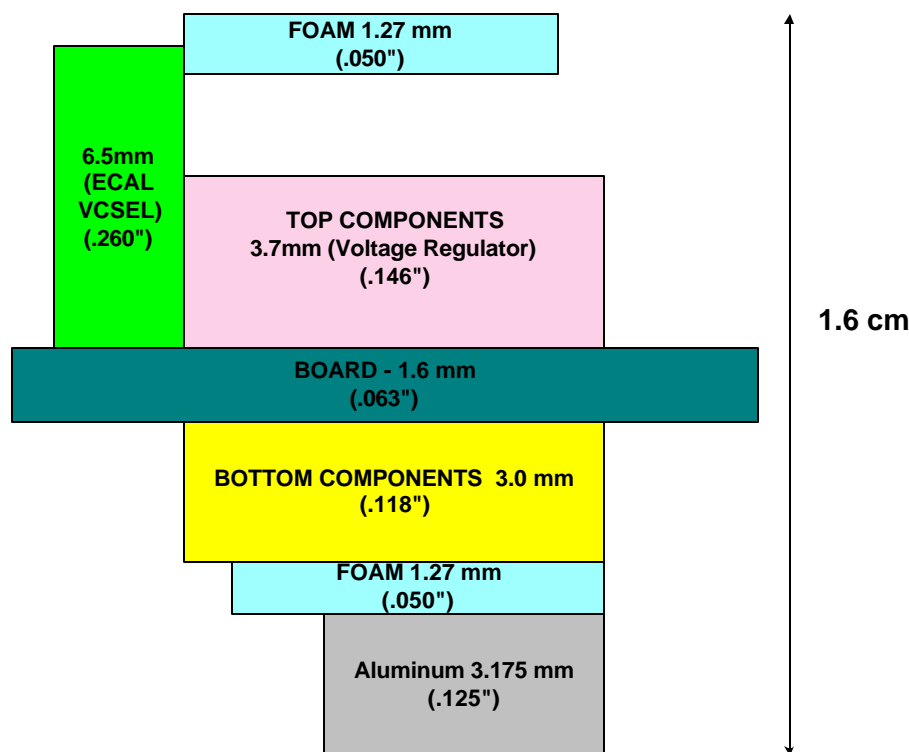 FOAM 1.27 mm
(.050")
6.5mm
(ECAL
VCSEL)
(.260")
TOP COMPONENTS
3.7mm (Voltage Regulator)
(.146")
1.6 cm
BOARD - 1.6 mm
(.063")
BOTTOM COMPONENTS 3.0 mm
(.118")
FOAM 1.27 mm
(.050")
Aluminum 3.175 mm
(.125")